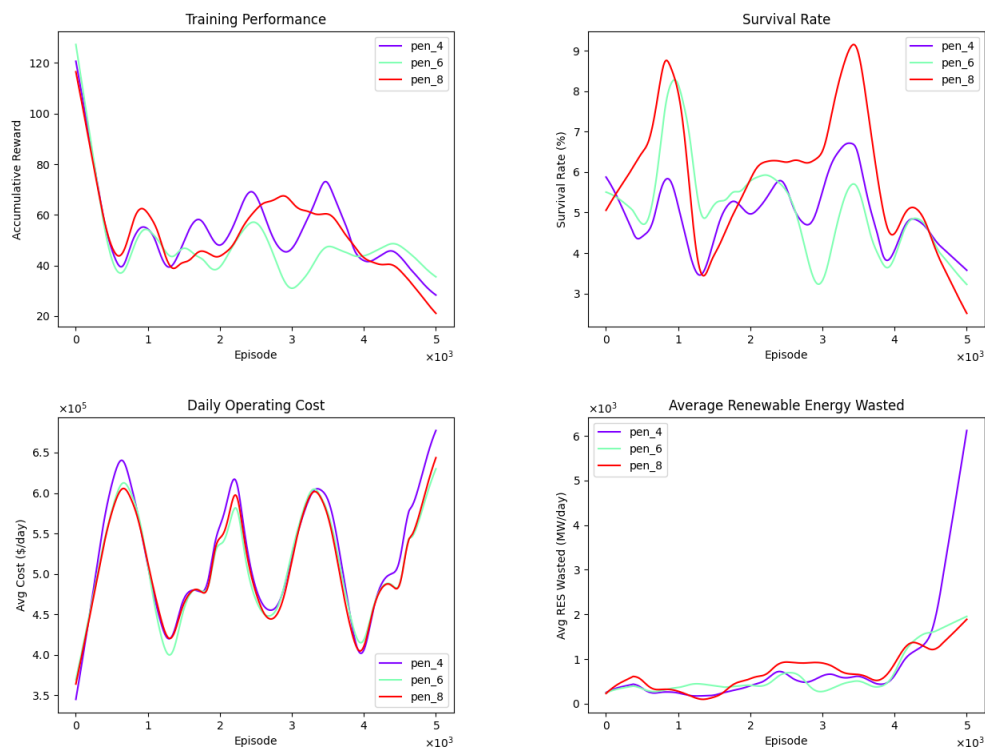 Training Performance
Accumulative Reward
120
100
80
60
40
20
pen_4
pen_6
pen_8
0 1 2 3 4 5
Episode
×10³
Survival Rate
Survival Rate (%)
9
8
7
6
5
4
3
pen_4
pen_6
pen_8
0 1 2 3 4 5
Episode
×10³
Daily Operating Cost
×10⁵
Avg Cost ($/day)
6.5
6.0
5.5
5.0
4.5
4.0
3.5
pen_4
pen_6
pen_8
0 1 2 3 4 5
Episode
×10³
Average Renewable Energy Wasted
×10³
Avg RES Wasted (MW/day)
6
5
4
3
2
1
0
pen_4
pen_6
pen_8
0 1 2 3 4 5
Episode
×10³